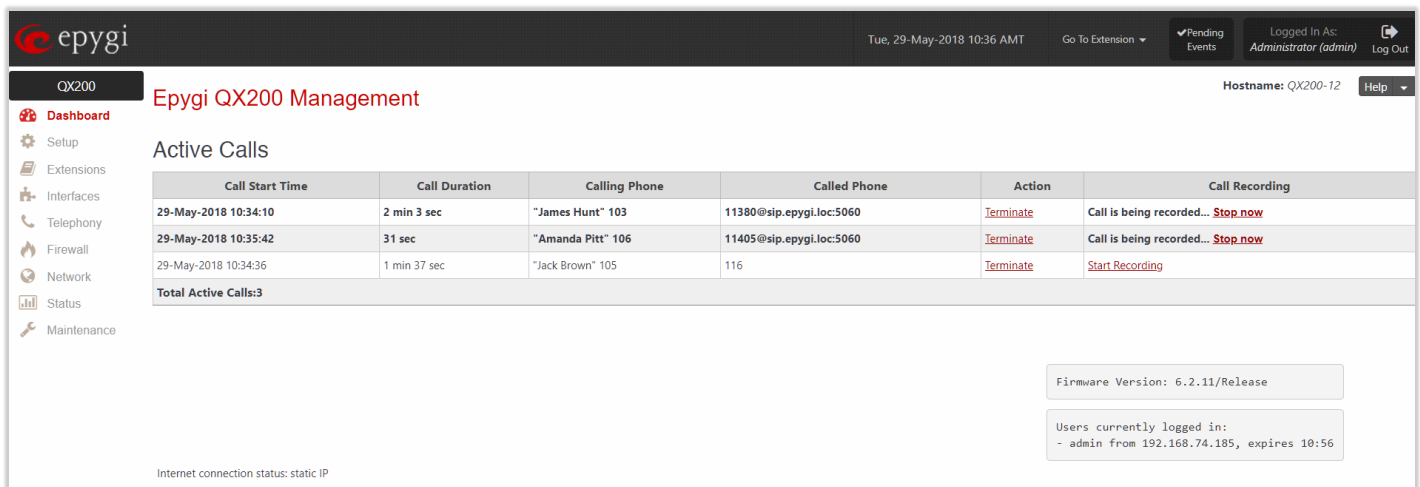 epygi
Tue, 29-May-2018 10:36 AMT
Go To Extension
Pending Events
Logged In As:
Administrator (admin)
Log Out
QX200
Hostname: QX200-12
Help
Epygi QX200 Management
Dashboard
Setup
Extensions
Interfaces
Telephony
Firewall
Network
Status
Maintenance
Active Calls
Call Start Time Call Duration Calling Phone Called Phone Action Call Recording
29-May-2018 10:34:10 2 min 3 sec "James Hunt" 103 11380@sip.epygi.loc:5060 Terminate Call is being recorded... Stop now
29-May-2018 10:35:42 31 sec "Amanda Pitt" 106 11405@sip.epygi.loc:5060 Terminate Call is being recorded... Stop now
29-May-2018 10:34:36 1 min 37 sec "Jack Brown" 105 116 Terminate Start Recording
Total Active Calls:3
Firmware Version: 6.2.11/Release
Users currently logged in:
- admin from 192.168.74.185, expires 10:56
Internet connection status: static IP